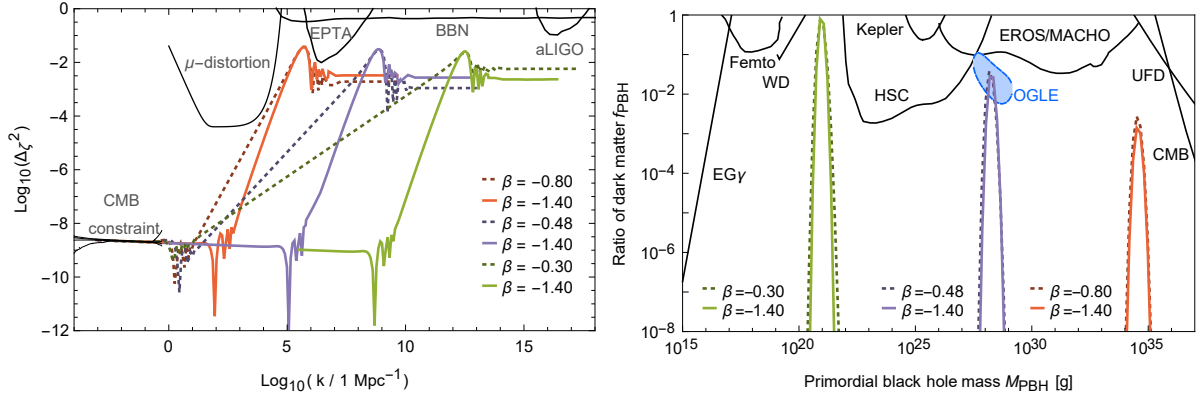 0
−2
−4
−6
−8
−10
−12
Log₁₀(Δζ²)
EPTA
BBN
μ−distortion
aLIGO
CMB
constraint
β = −0.80
β = −1.40
β = −0.48
β = −1.40
β = −0.30
β = −1.40
0 5 10 15
Log₁₀( k / 1 Mpc⁻¹)
1
10⁻²
10⁻⁴
10⁻⁶
10⁻⁸
Ratio of dark matter fPBH
Kepler
EROS/MACHO
Femto
WD
UFD
HSC
OGLE
CMB
EGγ
β =−0.30
β =−1.40
β =−0.48
β =−1.40
β =−0.80
β =−1.40
10¹⁵ 10²⁰ 10²⁵ 10³⁰ 10³⁵
Primordial black hole mass MPBH [g]